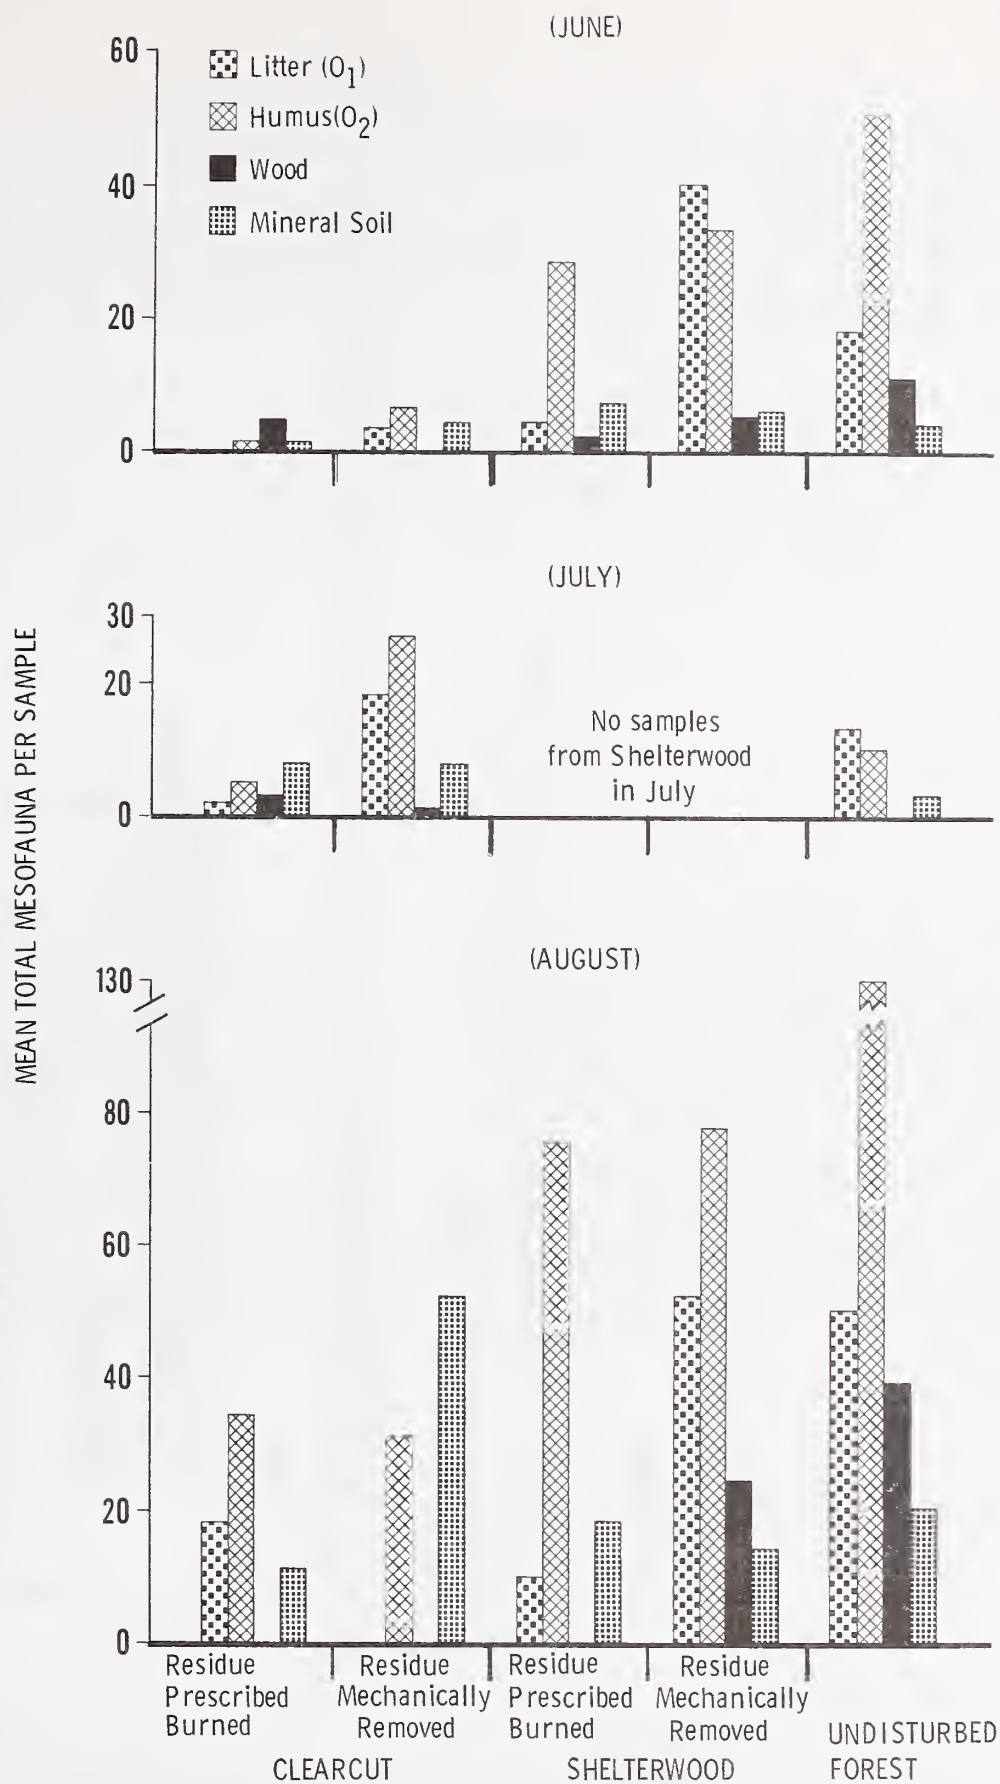 (JUNE)
60
Litter (O1)
Humus(O2)
Wood
Mineral Soil
40
20
0
(JULY)
30
20
0
No samples
from Shelterwood
in July
MEAN TOTAL MESOFAUNA PER SAMPLE
(AUGUST)
130
80
60
40
20
0
Residue
Prescribed
Burned
Residue
Mechanically
Removed
Residue
Prescribed
Burned
Residue
Mechanically
Removed
CLEARCUT
SHELTERWOOD
UNDISTURBED
FOREST